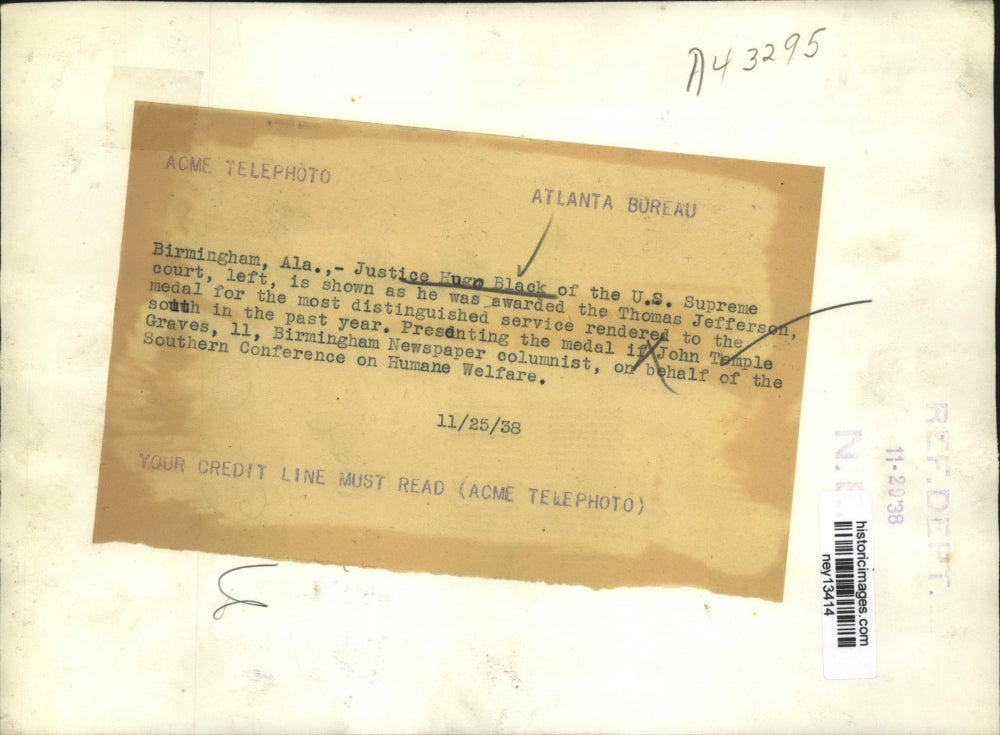 A43295
ACME TELEPHOTO
ATLANTA BUREAU
Birmingham, Ala.,- Justice Hugo Black of the U.S. Supreme
court, left, is shown as he was awarded the Thomas Jefferson,
medal for the most distinguished service rendered to the
south in the past year. Presenting the medal if John Temple
Graves, 11, Birmingham Newspaper columnist, on behalf of the
Southern Conference on Humane Welfare.
11/25/38
YOUR CREDIT LINE MUST READ (ACME TELEPHOTO)
REF. DEPT.
11-29'38
N.
historicimages.com
ney13414